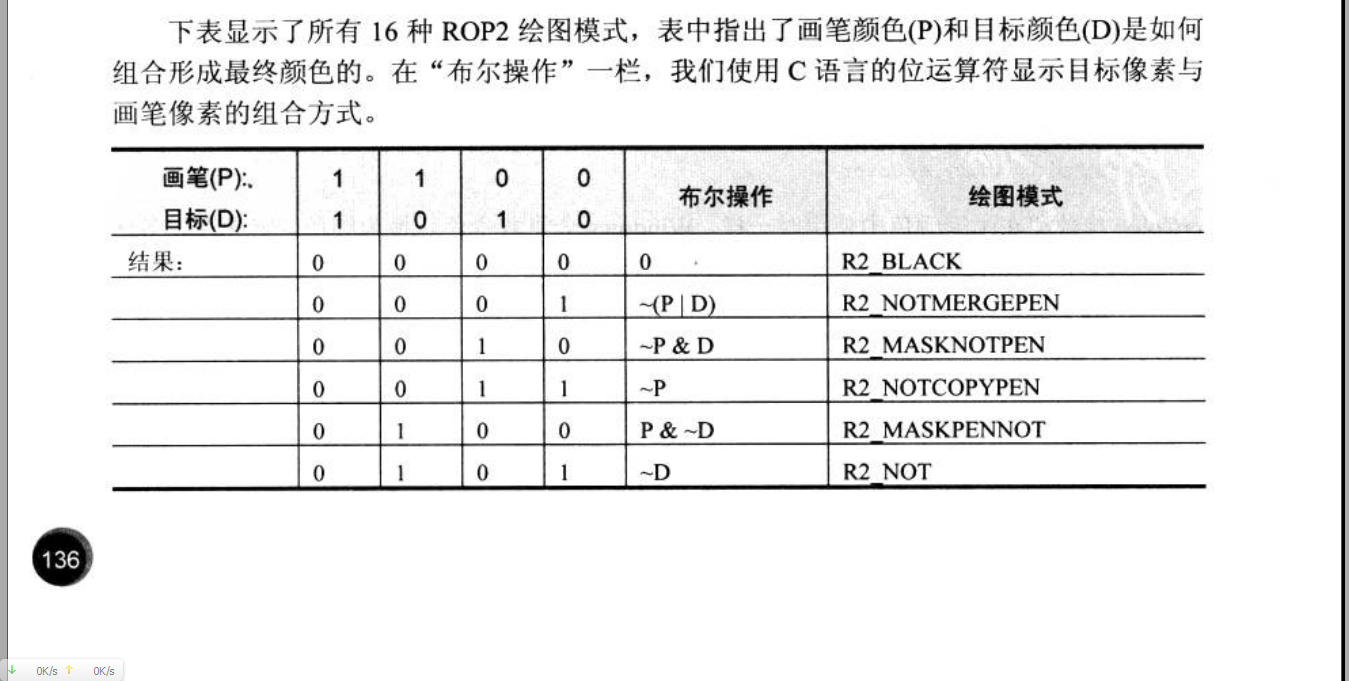 下表显示了所有 16 种 ROP2 绘图模式，表中指出了画笔颜色(P)和目标颜色(D)是如何
组合形成最终颜色的。在“布尔操作”一栏，我们使用 C 语言的位运算符显示目标像素与
画笔像素的组合方式。
画笔(P): 1 1 0 0 布尔操作 绘图模式
目标(D): 1 0 1 0
结果： 0 0 0 0 0 R2_BLACK
0 0 0 1 ~(P | D) R2_NOTMERGEPEN
0 0 1 0 ~P & D R2_MASKNOTPEN
0 0 1 1 ~P R2_NOTCOPYPEN
0 1 0 0 P & ~D R2_MASKPENNOT
0 1 0 1 ~D R2_NOT
136
↓ 0K/s ↑ 0K/s